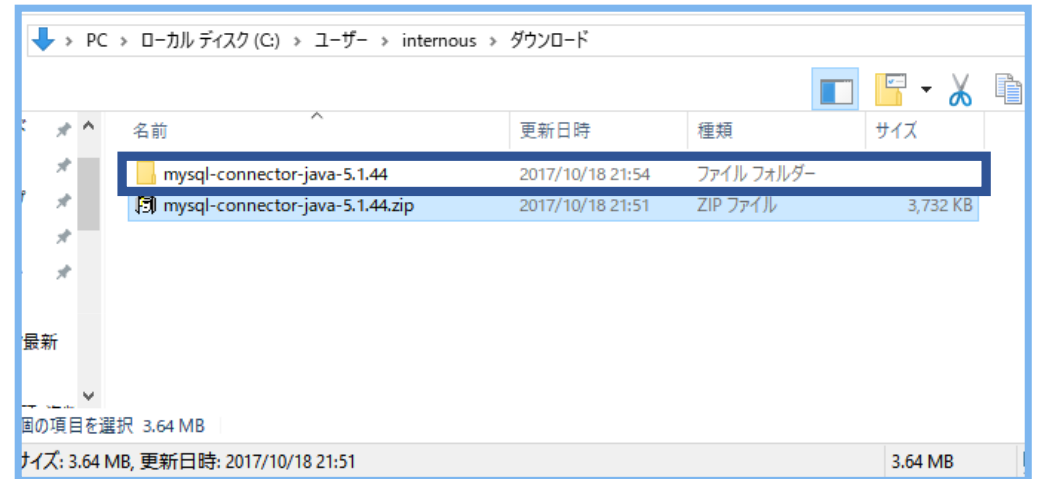 > PC > ローカル ディスク (C:) > ユーザー > internous > ダウンロード
名前 更新日時 種類 サイズ
mysql-connector-java-5.1.44 2017/10/18 21:54 ファイル フォルダー
mysql-connector-java-5.1.44.zip 2017/10/18 21:51 ZIP ファイル 3,732 KB
最新
個の項目を選択 3.64 MB
サイズ: 3.64 MB, 更新日時: 2017/10/18 21:51 3.64 MB